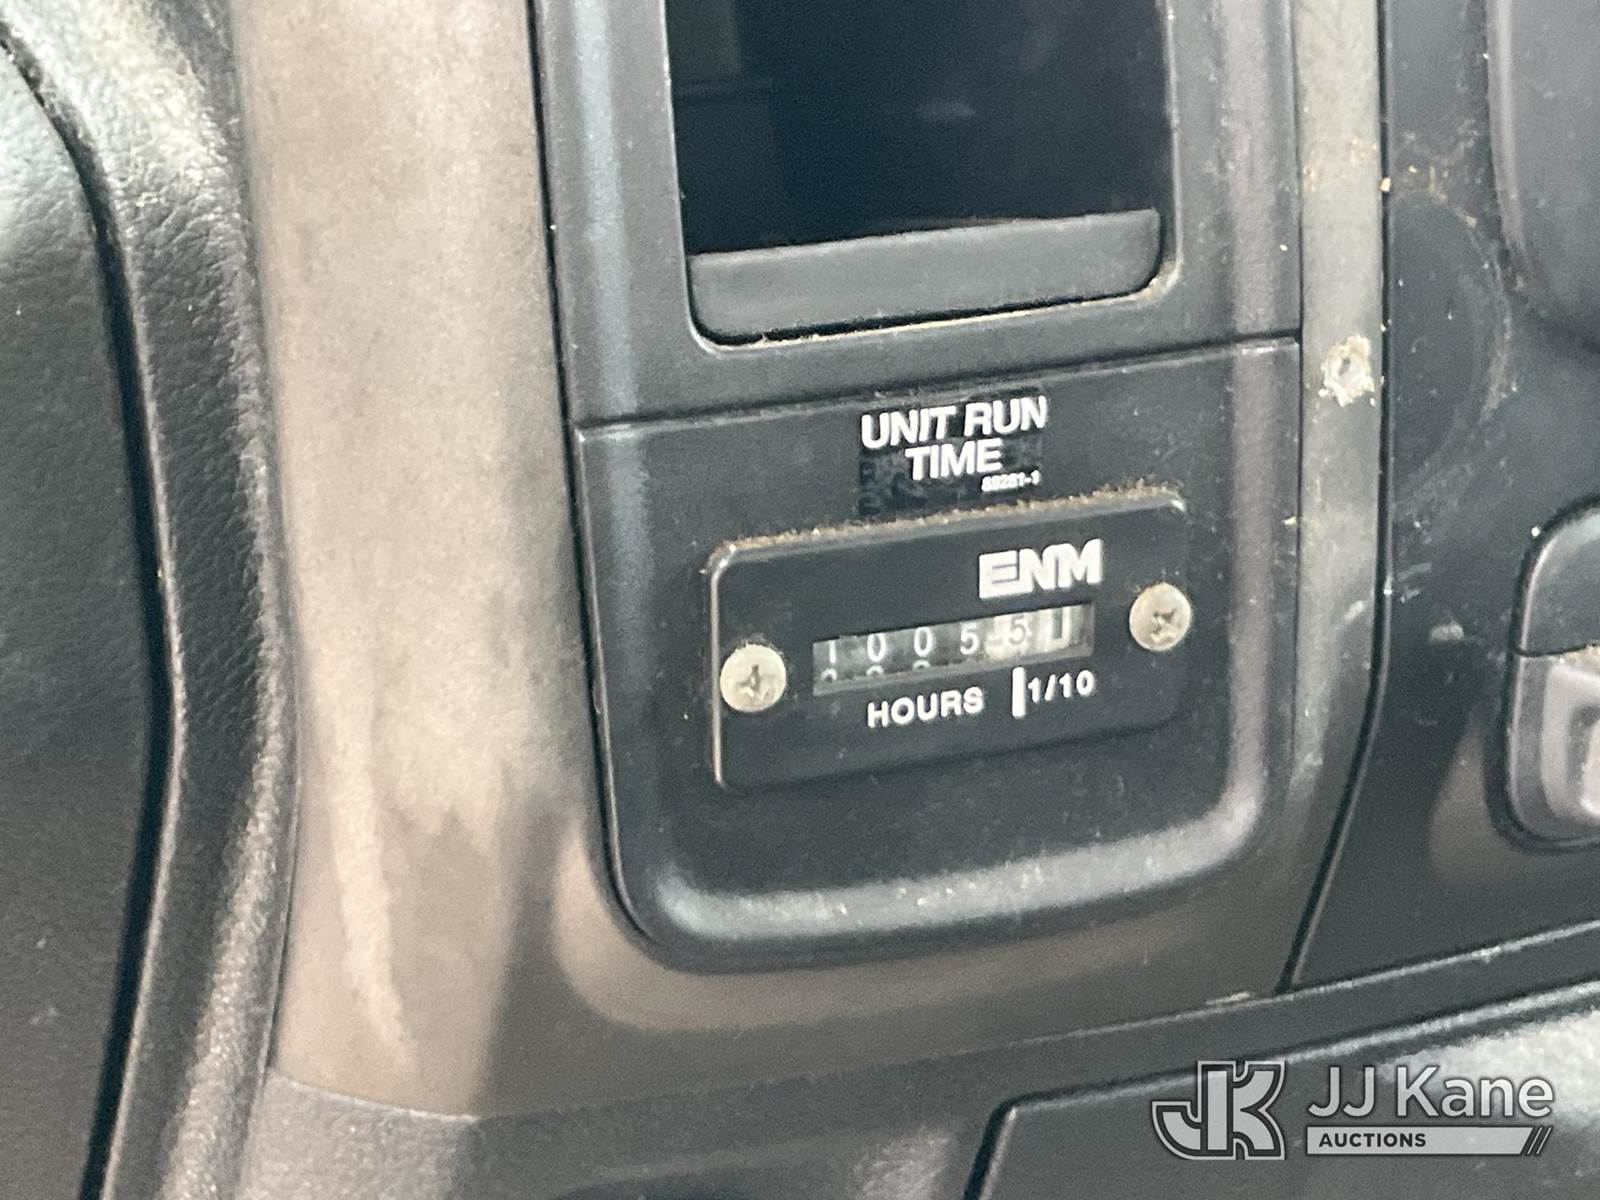 UNIT RUN
TIME
ENM
1 0 0 5 5
HOURS 1/10
JJ Kane
AUCTIONS